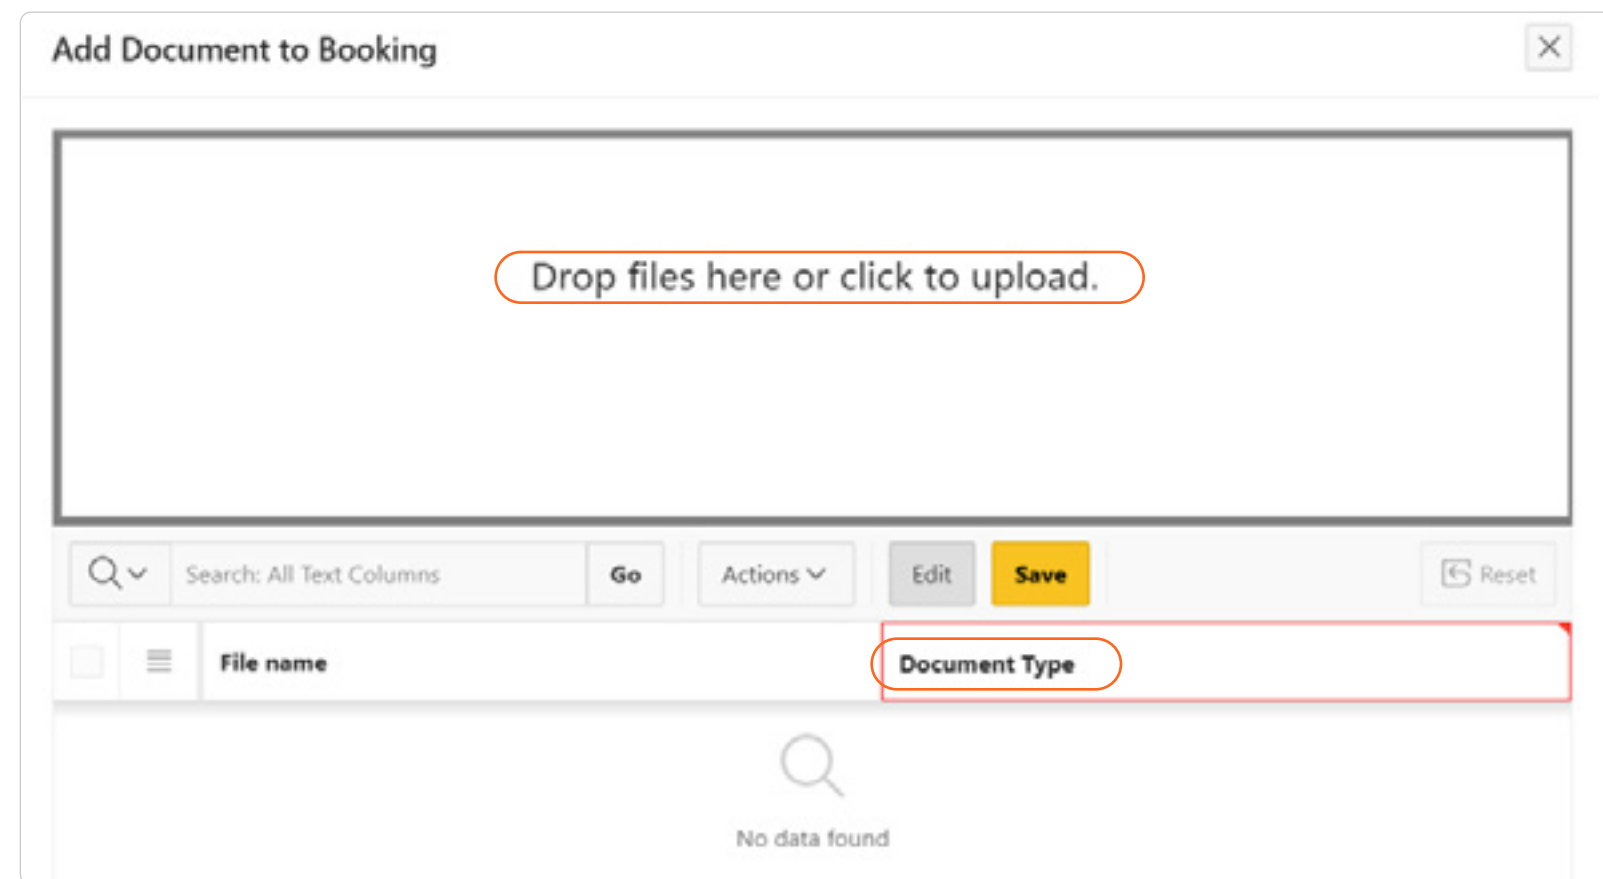 Add Document to Booking
Drop files here or click to upload.
Search: All Text Columns Go Actions Edit Save Reset
File name Document Type
No data found